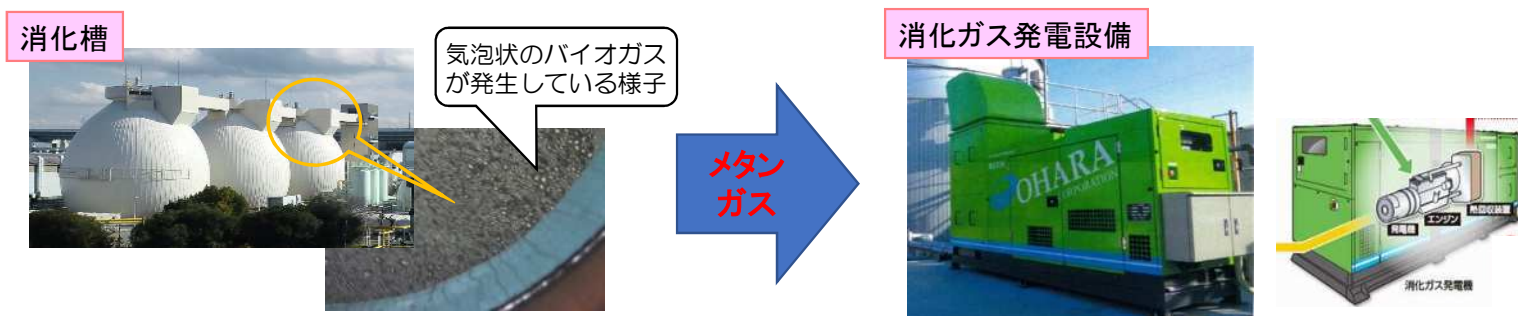 消化槽
気泡状のバイオガス
が発生している様子
メタン
ガス
消化ガス発電設備
OHARA
CORPORATION
発電機
エンジン
熱回収装置
消化ガス発電機